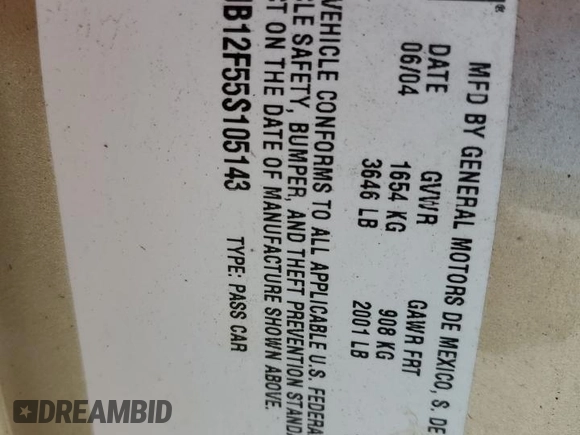 ®
MFD BY GENERAL MOTORS DE MEXICO, S. DE
DATE GVWR GAWR FRT
06/04 1654 KG 908 KG
3646 LB 2001 LB
VEHICLE CONFORMS TO ALL APPLICABLE U.S. FEDERA
SAFETY, BUMPER, AND THEFT PREVENTION STAND
ON THE DATE OF MANUFACTURE SHOWN ABOVE.
B12F55S105143 TYPE: PASS CAR
DREAMBID